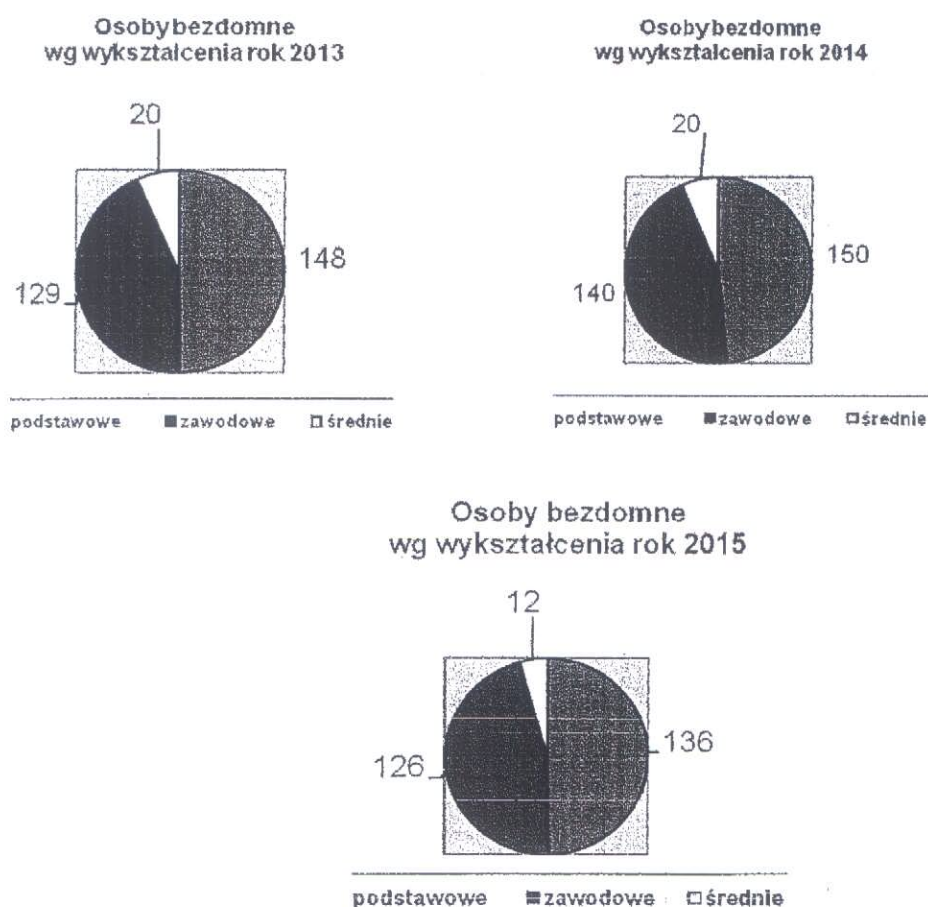 Osoby bezdomne
wg wykształcenia rok 2013
20
148
129
podstawowe zawodowe średnie
Osoby bezdomne
wg wykształcenia rok 2014
20
150
140
podstawowe zawodowe średnie
Osoby bezdomne
wg wykształcenia rok 2015
12
136
126
podstawowe zawodowe średnie